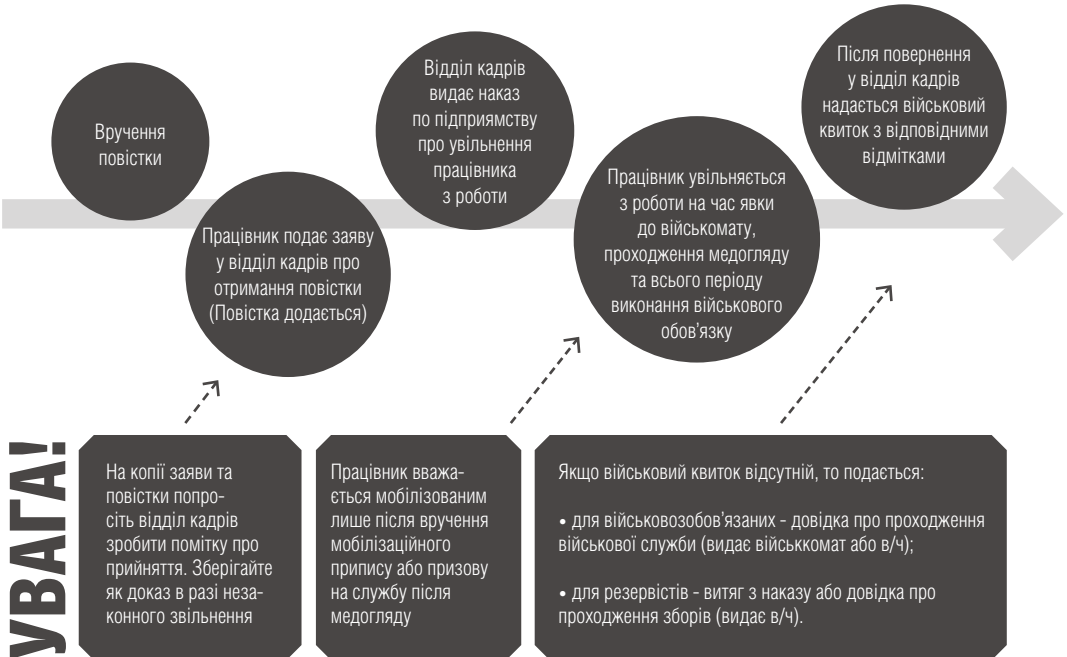 Вручення
повістки
Працівник подає заяву
у відділ кадрів про
отримання повістки
(Повістка додається)
Відділ кадрів
видає наказ
по підприямству
про увільнення
працівника
з роботи
Працівник увільняється
з роботи на час явки
до військомату,
проходження медогляду
та всього періоду
виконання військового
обов’язку
Після повернення
у відділ кадрів
надається військовий
квиток з відповідними
відмітками
УВАГА!
На копії заяви та
повістки попро-
сіть відділ кадрів
зробити помітку про
прийняття. Зберігайте
як доказ в разі неза-
конного звільнення
Працівник вважа-
ється мобілізованим
лише після вручення
мобілізаційного
припису або призову
на службу після
медогляду
Якщо військовий квиток відсутній, то подається:
• для військовозобов’язаних - довідка про проходження
військової служби (видає військкомат або в/ч);
• для резервістів - витяг з наказу або довідка про
проходження зборів (видає в/ч).